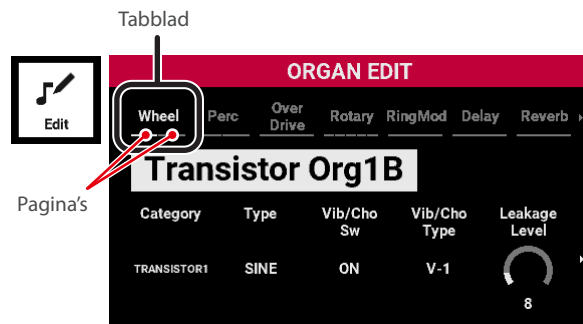 Tabblad
Edit
Pagina's
ORGAN EDIT
Wheel Perc Over Drive Rotary RingMod Delay Reverb
Transistor Org1B
Category Type Vib/Cho Sw Vib/Cho Type Leakage Level
TRANSISTOR1 SINE ON V-1
8